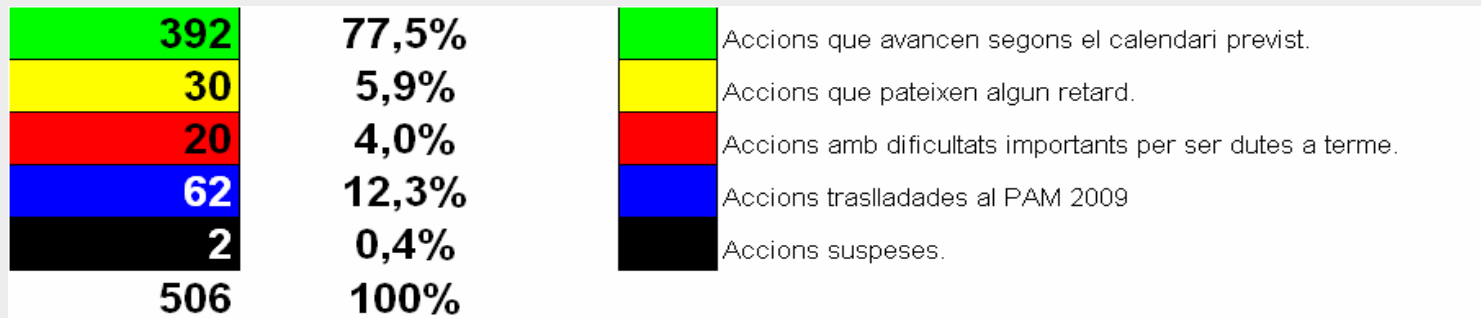 392 77,5% Accions que avancen segons el calendari previst.
30 5,9% Accions que pateixen algun retard.
20 4,0% Accions amb dificultats importants per ser dutes a terme.
62 12,3% Accions traslladades al PAM 2009
2 0,4% Accions suspeses.
506 100%